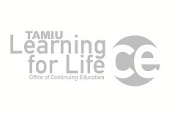 TAMIU
Learning
for Life
Office of Continuing Education
ce